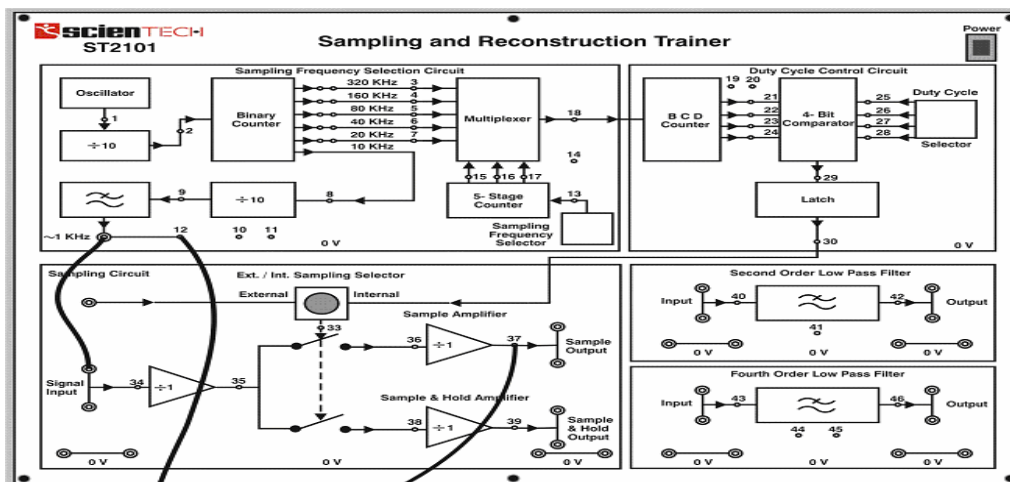 scienTECH
ST2101
Sampling and Reconstruction Trainer
Power
Sampling Frequency Selection Circuit
Oscillator
1
÷10
2
Binary
Counter
320 KHz
3
160 KHz
4
80 KHz
5
40 KHz
6
20 KHz
7
10 KHz
Multiplexer
18
14
15
16
17
5- Stage
Counter
13
Sampling
Frequency
Selector
8
÷10
9
~1 KHz
12
10
11
0 V
Duty Cycle Control Circuit
19
20
B C D
Counter
21
22
23
24
4- Bit
Comparator
25
26
27
28
Duty Cycle
Selector
29
Latch
30
0 V
Sampling Circuit
Ext. / Int. Sampling Selector
External
Internal
33
Sample Amplifier
36
÷1
37
Sample
Output
Signal
Input
34
÷1
35
Sample & Hold Amplifier
38
÷1
39
Sample
& Hold
Output
0 V
0 V
0 V
Second Order Low Pass Filter
Input
40
42
Output
41
0 V
0 V
0 V
Fourth Order Low Pass Filter
Input
43
46
Output
44
45
0 V
0 V
0 V